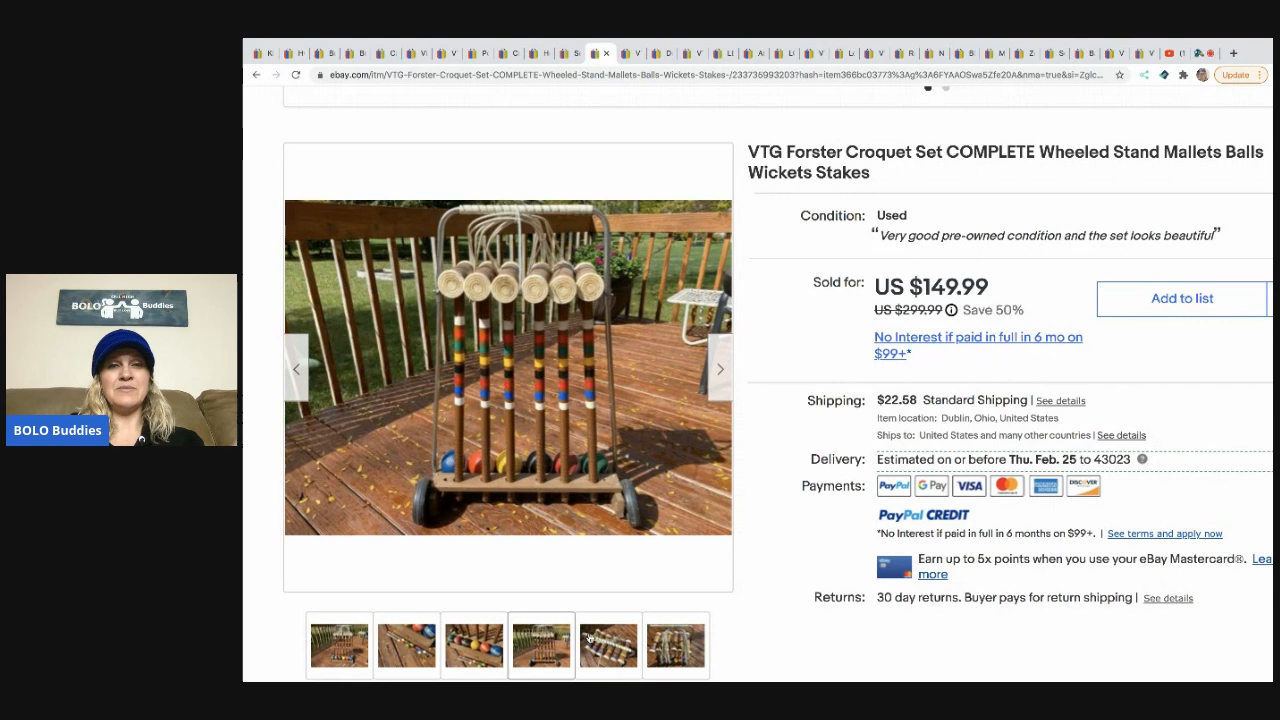 ebay.com/itm/VTG-Forster-Croquet-Set-COMPLETE-Wheeled-Stand-Mallets-Balls-Wickets-Stakes-/233735993203?hash=item366bc03773%3Ag%3A6FYAAOSwa5Zfe20A&nma=true&si=Zglc...
Update
VTG Forster Croquet Set COMPLETE Wheeled Stand Mallets Balls
Wickets Stakes
Condition: Used
“Very good pre-owned condition and the set looks beautiful”
Sold for: US $149.99
US $299.99 Save 50%
Add to list
No Interest if paid in full in 6 mo on
$99+*
Shipping: $22.58 Standard Shipping | See details
Item location: Dublin, Ohio, United States
Ships to: United States and many other countries | See details
Delivery: Estimated on or before Thu. Feb. 25 to 43023
Payments: PayPal G Pay VISA mastercard AMERICAN EXPRESS DISCOVER
PayPal CREDIT
*No Interest if paid in full in 6 months on $99+. | See terms and apply now
Earn up to 5x points when you use your eBay Mastercard®. Lea
more
Returns: 30 day returns. Buyer pays for return shipping | See details
BOLO Buddies
BOLO Buddies